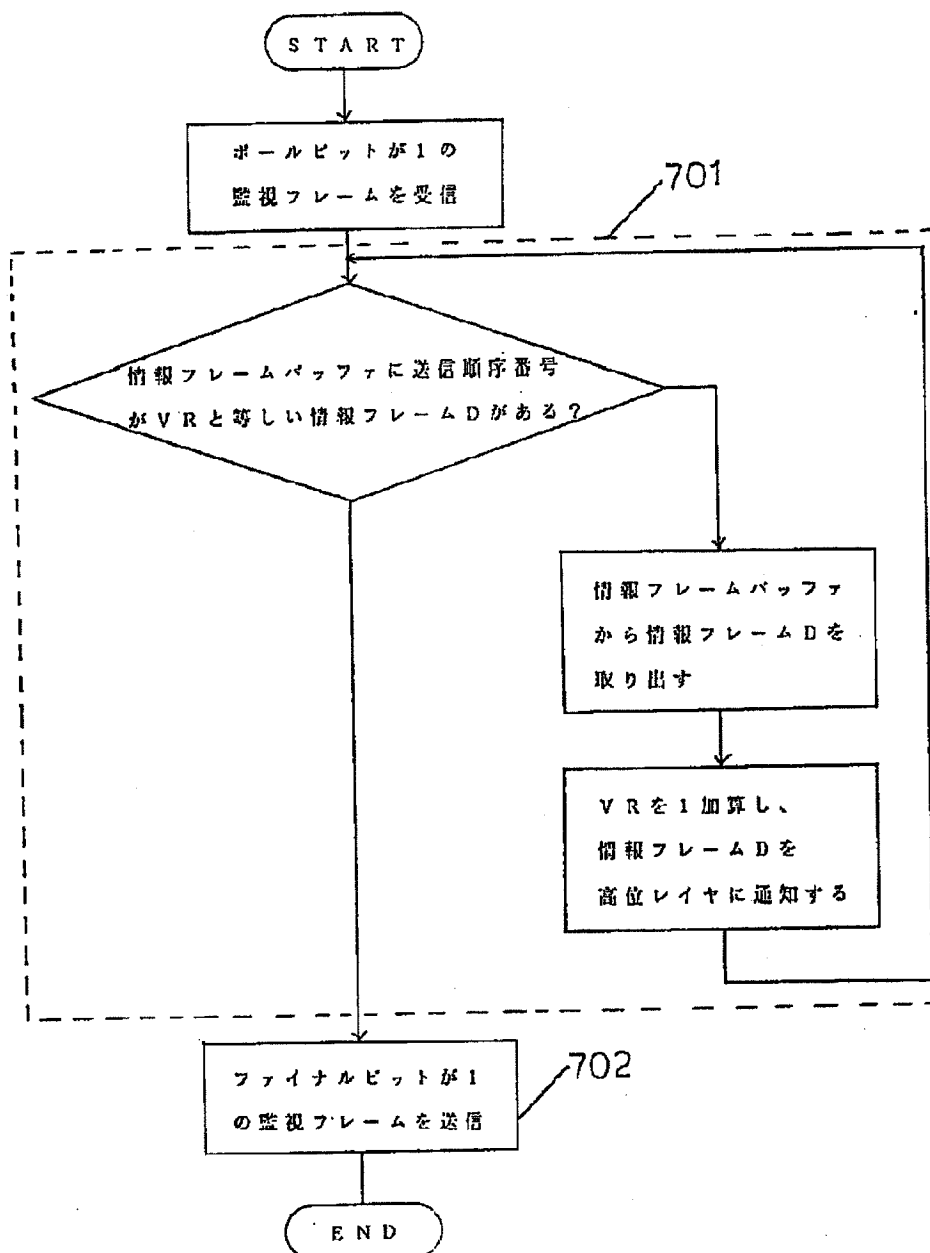 START
ポールビットが1の
監視フレームを受信
701
情報フレームバッファに送信順序番号
がVRと等しい情報フレームDがある?
情報フレームバッファ
から情報フレームDを
取り出す
VRを1加算し、
情報フレームDを
高位レイヤに通知する
ファイナルビットが1
の監視フレームを送信
702
END